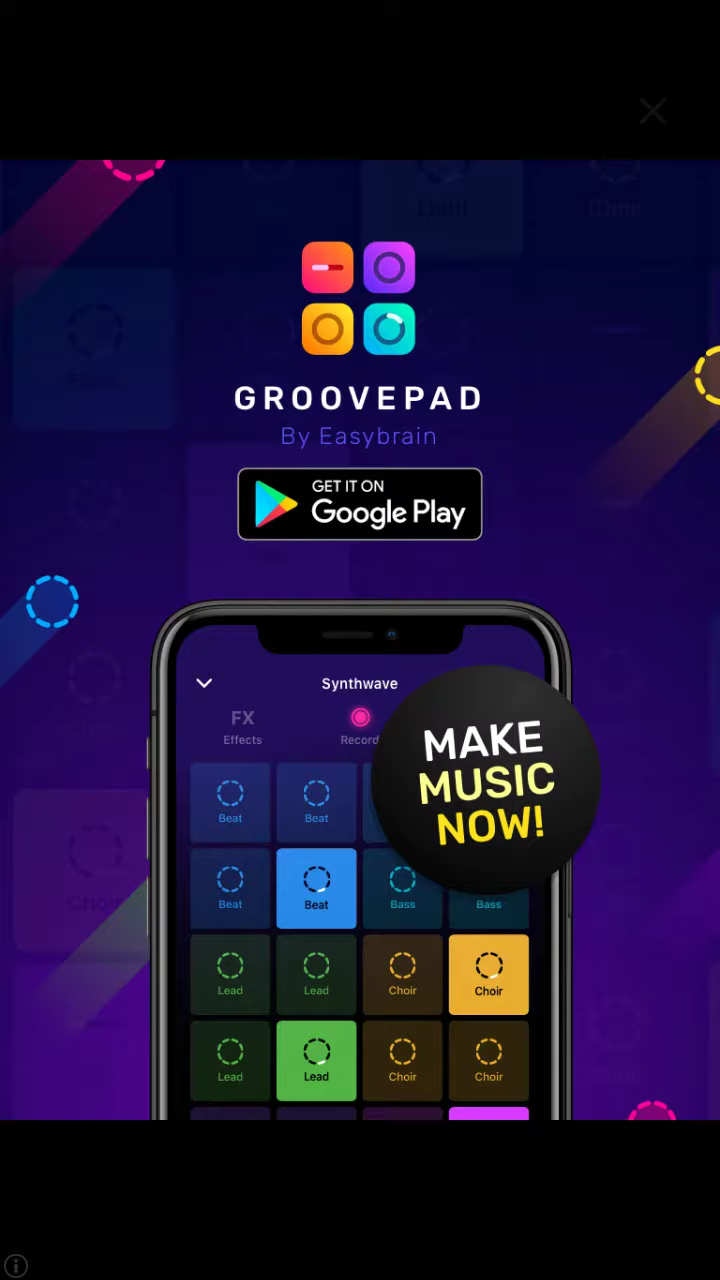 GROOVEPAD
By Easybrain
GET IT ON
Google Play
Synthwave
FX
Effects
Record
MAKE
MUSIC
NOW!
Beat
Beat
Beat
Beat
Bass
Bass
Lead
Lead
Choir
Choir
Lead
Lead
Choir
Choir
Choir